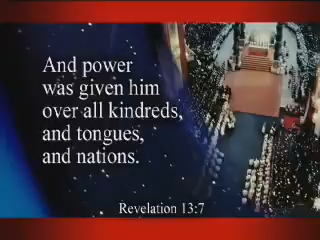 And power
was given him
over all kindreds,
and tongues,
and nations.
Revelation 13:7